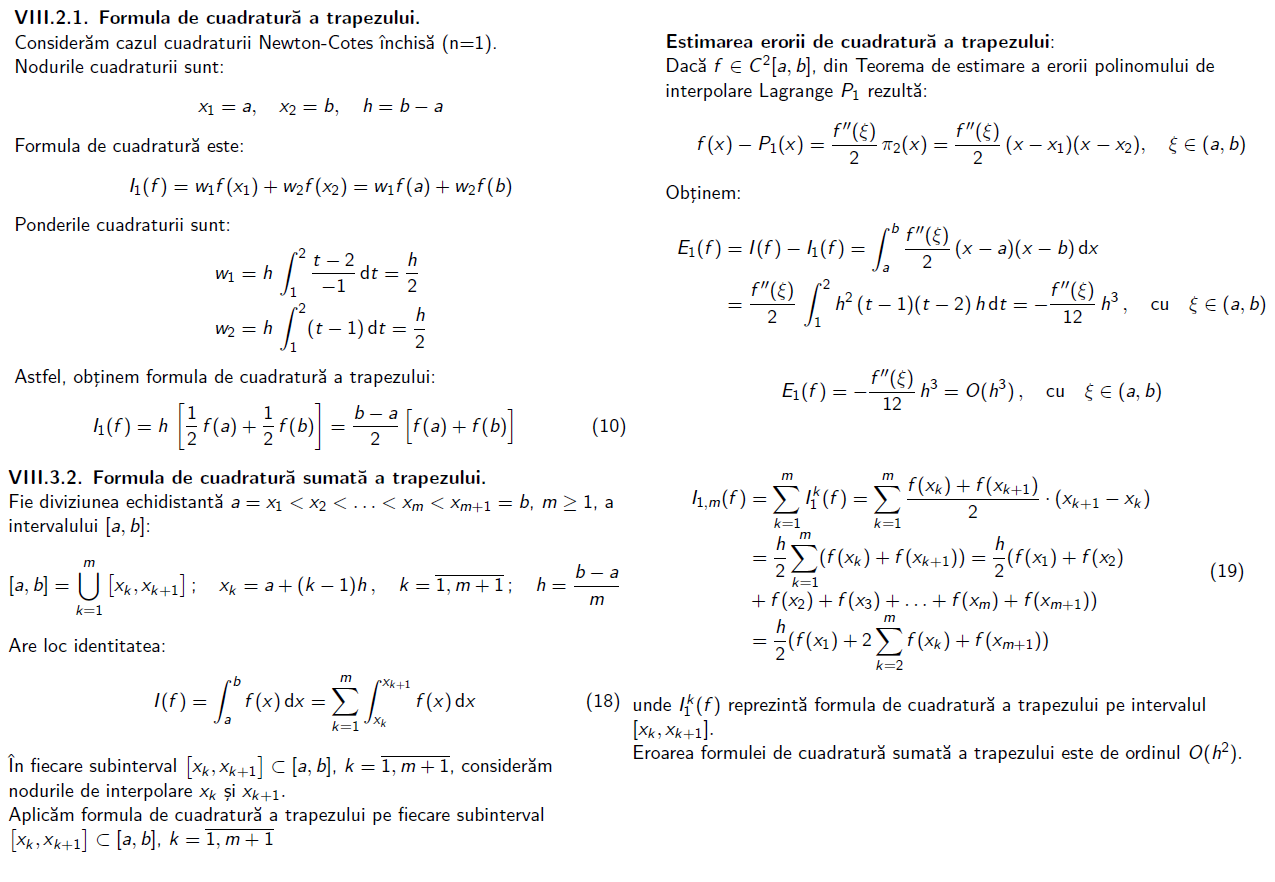 VIII.2.1. Formula de cuadratură a trapezului.
Considerăm cazul cuadraturii Newton-Cotes închisă (n=1).
Nodurile cuadraturii sunt:
x₁ = a, x₂ = b, h = b − a
Formula de cuadratură este:
I₁(f) = w₁f(x₁) + w₂f(x₂) = w₁f(a) + w₂f(b)
Ponderile cuadraturii sunt:
w₁ = h ∫₁² (t − 2)/(−1) dt = h/2
w₂ = h ∫₁² (t − 1) dt = h/2
Astfel, obținem formula de cuadratură a trapezului:
I₁(f) = h [1/2 f(a) + 1/2 f(b)] = (b − a)/2 [f(a) + f(b)] (10)
Estimarea erorii de cuadratură a trapezului:
Dacă f ∈ C²[a, b], din Teorema de estimare a erorii polinomului de
interpolare Lagrange P₁ rezultă:
f(x) − P₁(x) = f″(ξ)/2 π₂(x) = f″(ξ)/2 (x − x₁)(x − x₂), ξ ∈ (a, b)
Obținem:
E₁(f) = I(f) − I₁(f) = ∫ₐᵇ f″(ξ)/2 (x − a)(x − b) dx
= f″(ξ)/2 ∫₁² h² (t − 1)(t − 2) h dt = − f″(ξ)/12 h³ , cu ξ ∈ (a, b)
E₁(f) = − f″(ξ)/12 h³ = O(h³) , cu ξ ∈ (a, b)
VIII.3.2. Formula de cuadratură sumată a trapezului.
Fie diviziunea echidistantă a = x₁ < x₂ < . . . < xₘ < xₘ₊₁ = b, m ≥ 1, a
intervalului [a, b]:
[a, b] = ⋃_{k=1}^{m} [x_k, x_{k+1}] ; x_k = a + (k − 1)h , k = \overline{1, m + 1} ; h = (b − a)/m
Are loc identitatea:
I(f) = ∫ₐᵇ f(x) dx = ∑_{k=1}^{m} ∫_{x_k}^{x_{k+1}} f(x) dx (18)
În fiecare subinterval [x_k, x_{k+1}] ⊂ [a, b], k = \overline{1, m + 1}, considerăm
nodurile de interpolare x_k și x_{k+1}.
Aplicăm formula de cuadratură a trapezului pe fiecare subinterval
[x_k, x_{k+1}] ⊂ [a, b], k = \overline{1, m + 1}
I_{1,m}(f) = ∑_{k=1}^{m} I₁ᵏ(f) = ∑_{k=1}^{m} (f(x_k) + f(x_{k+1}))/2 · (x_{k+1} − x_k)
= h/2 ∑_{k=1}^{m} (f(x_k) + f(x_{k+1})) = h/2 (f(x₁) + f(x₂)
+ f(x₂) + f(x₃) + . . . + f(xₘ) + f(xₘ₊₁)) (19)
= h/2 (f(x₁) + 2 ∑_{k=2}^{m} f(x_k) + f(x_{m+1}))
unde I₁ᵏ(f) reprezintă formula de cuadratură a trapezului pe intervalul
[x_k, x_{k+1}].
Eroarea formulei de cuadratură sumată a trapezului este de ordinul O(h²).